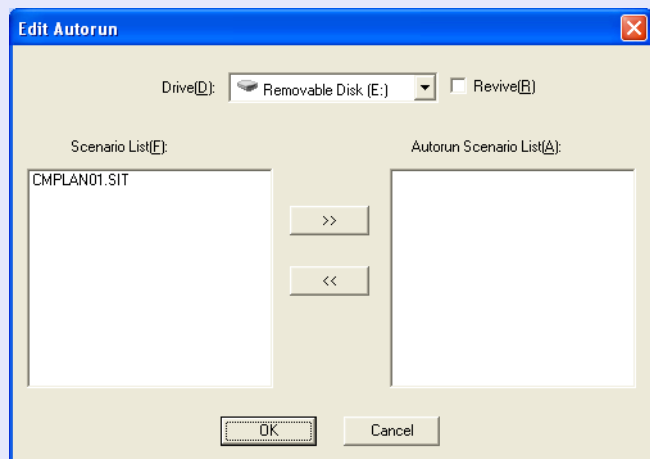 Edit Autorun
Drive(D): Removable Disk (E:) Revive(R)
Scenario List(F): Autorun Scenario List(A):
CMPLAN01.SIT
>>
<<
OK Cancel